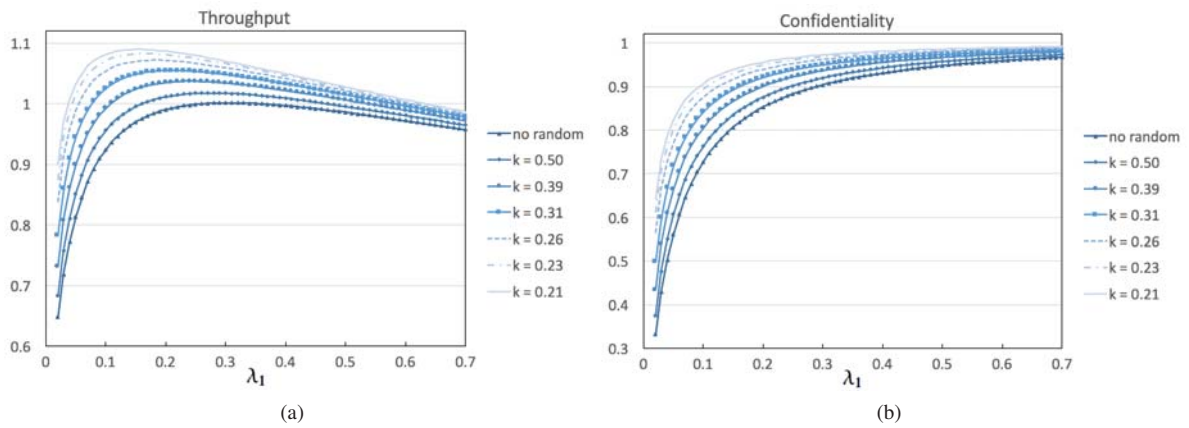 Throughput
1.1
1
0.9
0.8
0.7
0.6
0 0.1 0.2 0.3 0.4 0.5 0.6 0.7
λ₁
no random
k = 0.50
k = 0.39
k = 0.31
k = 0.26
k = 0.23
k = 0.21
(a)
Confidentiality
1
0.9
0.8
0.7
0.6
0.5
0.4
0.3
0 0.1 0.2 0.3 0.4 0.5 0.6 0.7
λ₁
no random
k = 0.50
k = 0.39
k = 0.31
k = 0.26
k = 0.23
k = 0.21
(b)